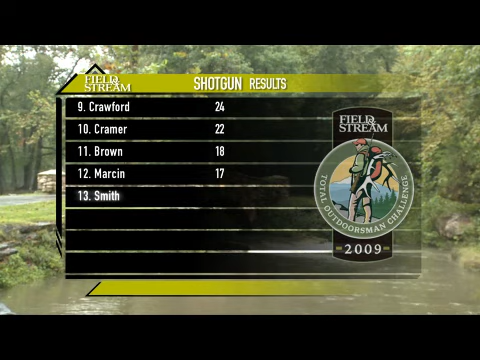 FIELD &
STREAM
SHOTGUN RESULTS
9. Crawford 24
10. Cramer 22
11. Brown 18
12. Marcin 17
13. Smith
FIELD &
STREAM
TOTAL OUTDOORSMAN CHALLENGE
2009